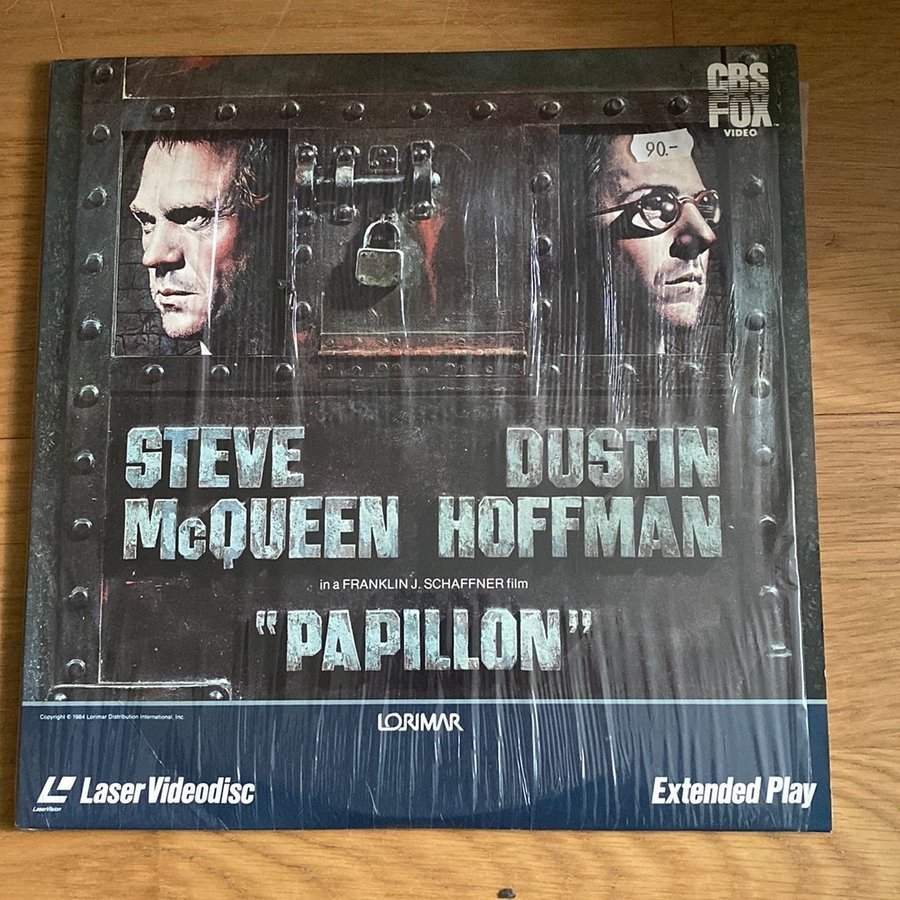 CBS
FOX
VIDEO
90.-
STEVE DUSTIN
McQUEEN HOFFMAN
in a FRANKLIN J. SCHAFFNER film
“PAPILLON”
Copyright © 1984 Lorimar Distribution International, Inc.
LORIMAR
LaserVision
Laser Videodisc
Extended Play